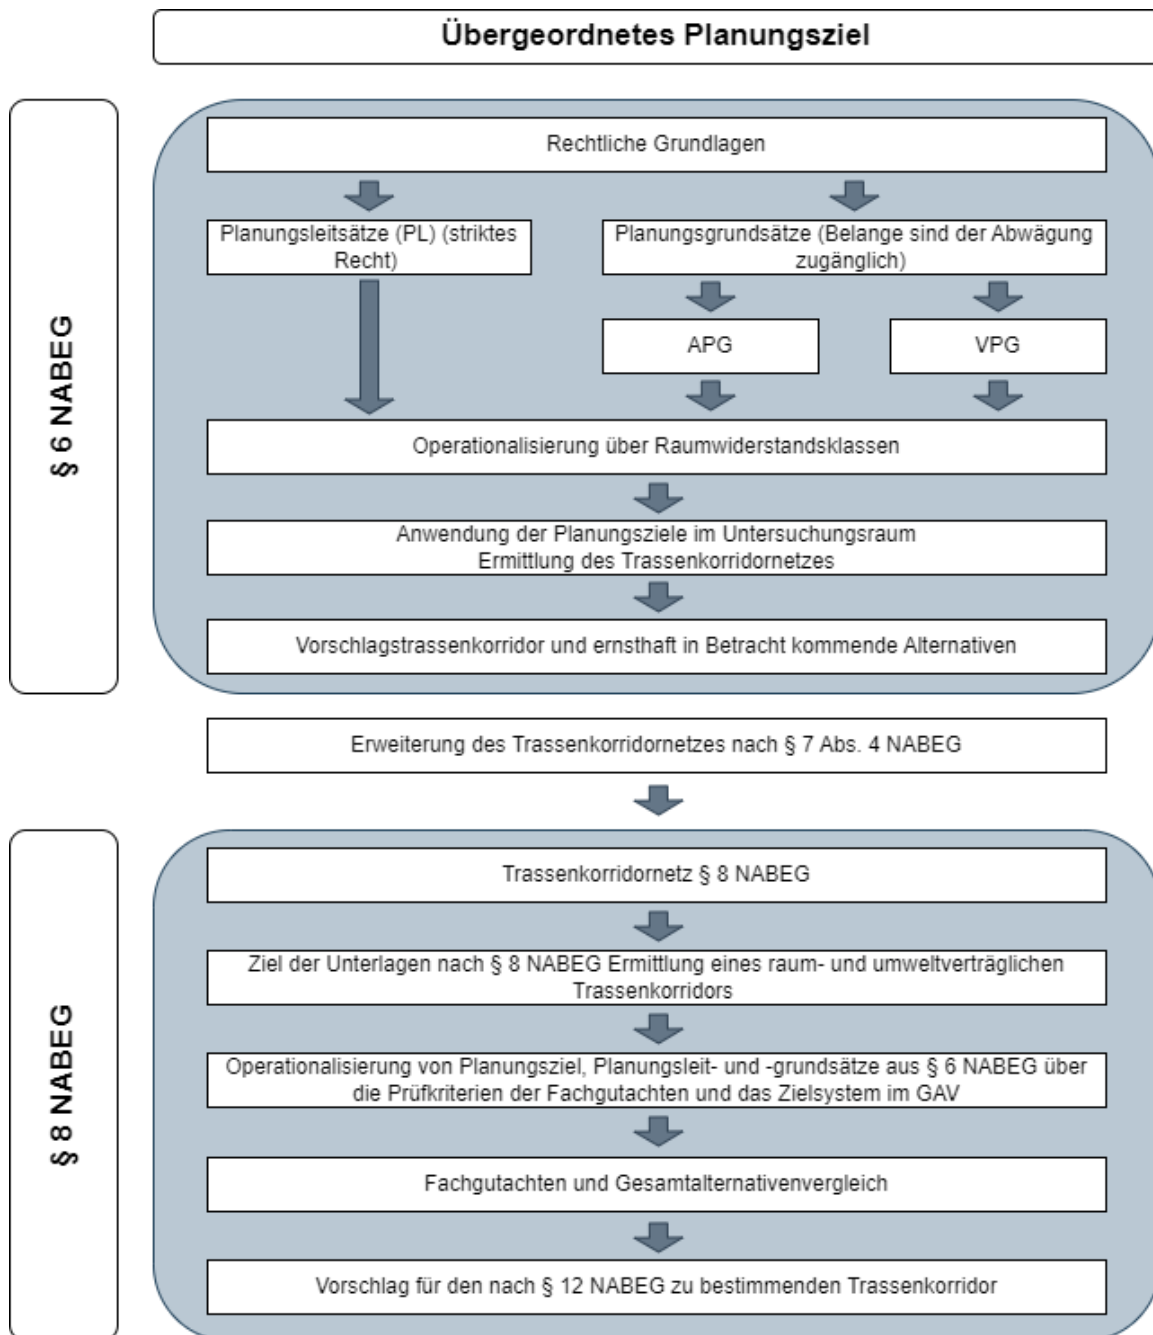 Übergeordnetes Planungsziel
§ 6 NABEG
Rechtliche Grundlagen
Planungsleitsätze (PL) (striktes
Recht)
Planungsgrundsätze (Belange sind der Abwägung
zugänglich)
APG
VPG
Operationalisierung über Raumwiderstandsklassen
Anwendung der Planungsziele im Untersuchungsraum
Ermittlung des Trassenkorridornetzes
Vorschlagstrassenkorridor und ernsthaft in Betracht kommende Alternativen
Erweiterung des Trassenkorridornetzes nach § 7 Abs. 4 NABEG
§ 8 NABEG
Trassenkorridornetz § 8 NABEG
Ziel der Unterlagen nach § 8 NABEG Ermittlung eines raum- und umweltverträglichen
Trassenkorridors
Operationalisierung von Planungsziel, Planungsleit- und -grundsätze aus § 6 NABEG über
die Prüfkriterien der Fachgutachten und das Zielsystem im GAV
Fachgutachten und Gesamtalternativenvergleich
Vorschlag für den nach § 12 NABEG zu bestimmenden Trassenkorridor